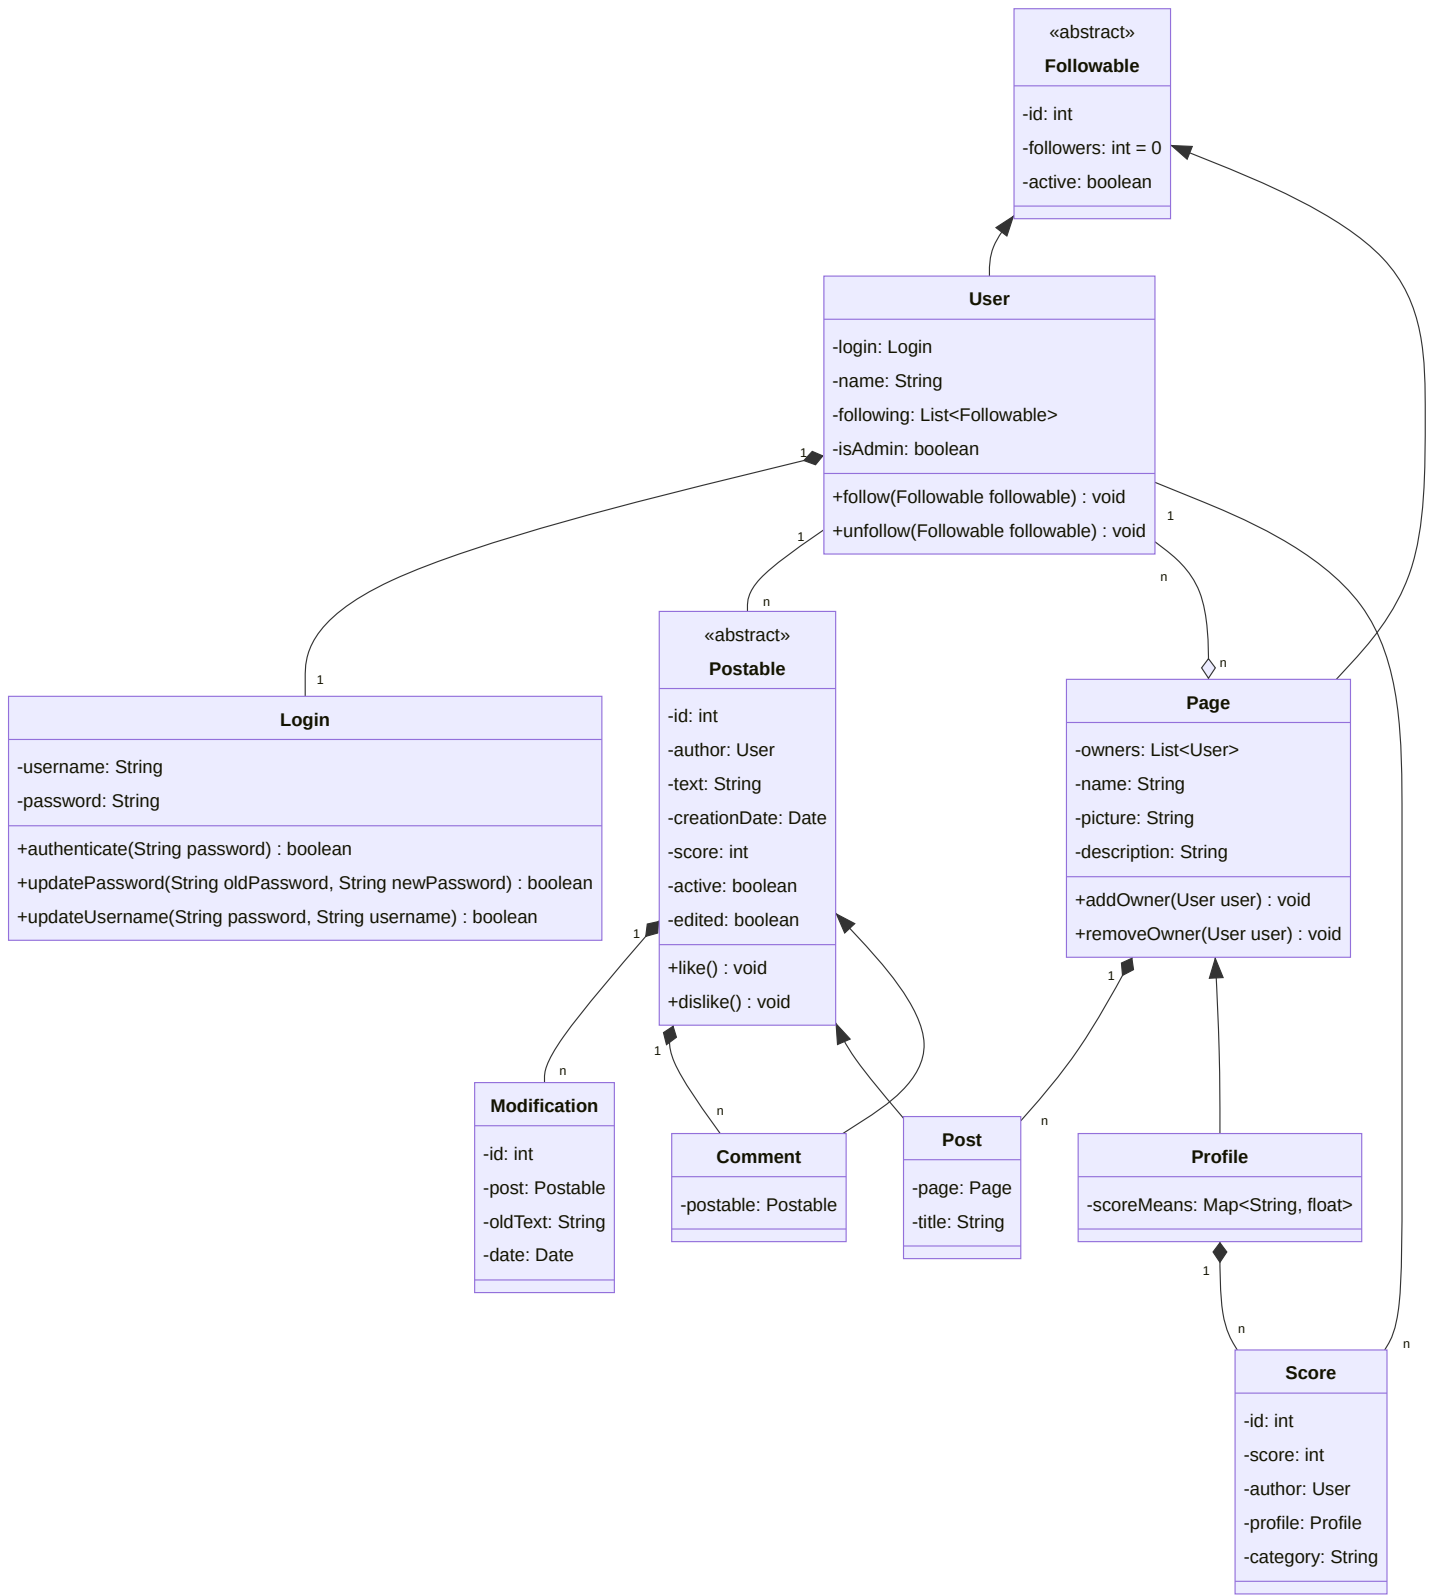 «abstract»
Followable
-id: int
-followers: int = 0
-active: boolean
User
-login: Login
-name: String
-following: List<Followable>
-isAdmin: boolean
+follow(Followable followable) : void
+unfollow(Followable followable) : void
1
1
1
n
n
n
1
«abstract»
Postable
-id: int
-author: User
-text: String
-creationDate: Date
-score: int
-active: boolean
-edited: boolean
+like() : void
+dislike() : void
Login
-username: String
-password: String
+authenticate(String password) : boolean
+updatePassword(String oldPassword, String newPassword) : boolean
+updateUsername(String password, String username) : boolean
Page
-owners: List<User>
-name: String
-picture: String
-description: String
+addOwner(User user) : void
+removeOwner(User user) : void
1
1
1
n
n
n
Modification
-id: int
-post: Postable
-oldText: String
-date: Date
Comment
-postable: Postable
Post
-page: Page
-title: String
Profile
-scoreMeans: Map<String, float>
1
n
n
Score
-id: int
-score: int
-author: User
-profile: Profile
-category: String
1